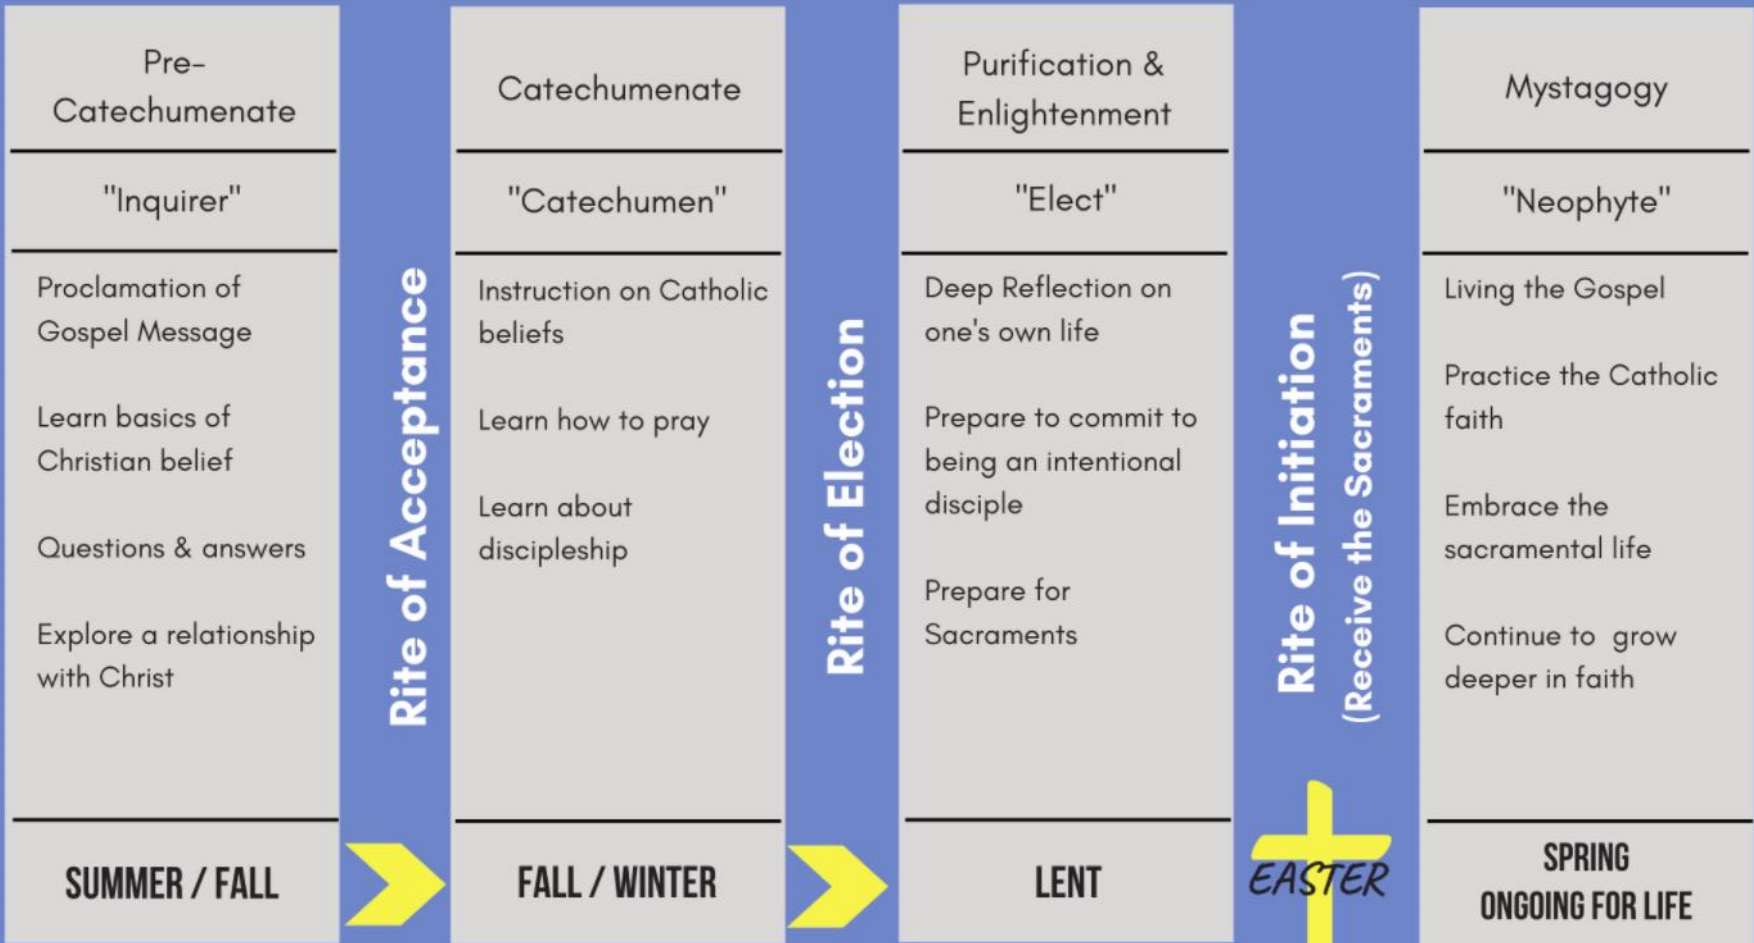 Pre-
Catechumenate
"Inquirer"
Proclamation of
Gospel Message
Learn basics of
Christian belief
Questions & answers
Explore a relationship
with Christ
SUMMER / FALL
Rite of Acceptance
Catechumenate
"Catechumen"
Instruction on Catholic
beliefs
Learn how to pray
Learn about
discipleship
FALL / WINTER
Rite of Election
Purification &
Enlightenment
"Elect"
Deep Reflection on
one's own life
Prepare to commit to
being an intentional
disciple
Prepare for
Sacraments
LENT
Rite of Initiation
(Receive the Sacraments)
EASTER
Mystagogy
"Neophyte"
Living the Gospel
Practice the Catholic
faith
Embrace the
sacramental life
Continue to grow
deeper in faith
SPRING
ONGOING FOR LIFE